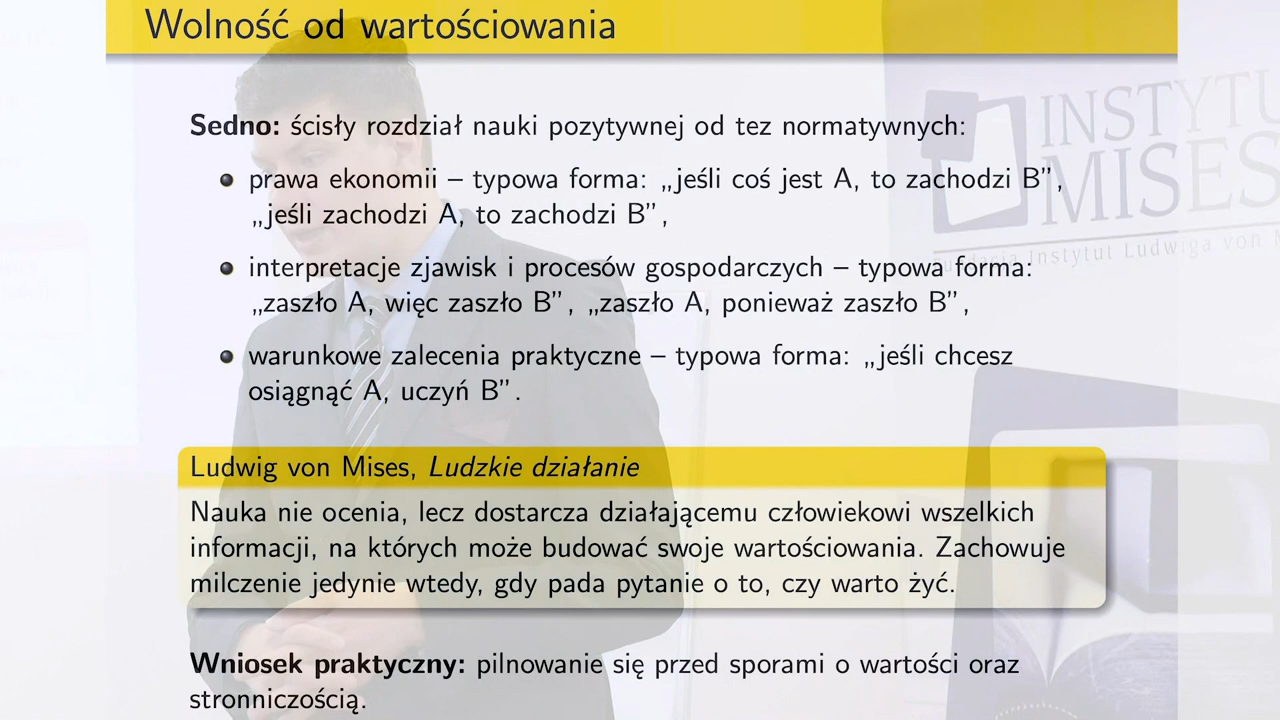 Wolność od wartościowania
Sedno: ścisły rozdział nauki pozytywnej od tez normatywnych:
prawa ekonomii – typowa forma: „jeśli coś jest A, to zachodzi B”,
„jeśli zachodzi A, to zachodzi B”,
interpretacje zjawisk i procesów gospodarczych – typowa forma:
„zaszło A, więc zaszło B”, „zaszło A, ponieważ zaszło B”,
warunkowe zalecenia praktyczne – typowa forma: „jeśli chcesz
osiągnąć A, uczyń B”.
Ludwig von Mises, Ludzkie działanie
Nauka nie ocenia, lecz dostarcza działającemu człowiekowi wszelkich
informacji, na których może budować swoje wartościowania. Zachowuje
milczenie jedynie wtedy, gdy pada pytanie o to, czy warto żyć.
Wniosek praktyczny: pilnowanie się przed sporami o wartości oraz
stronniczością.
INSTYTU
MISES
Instytut Ludwiga von